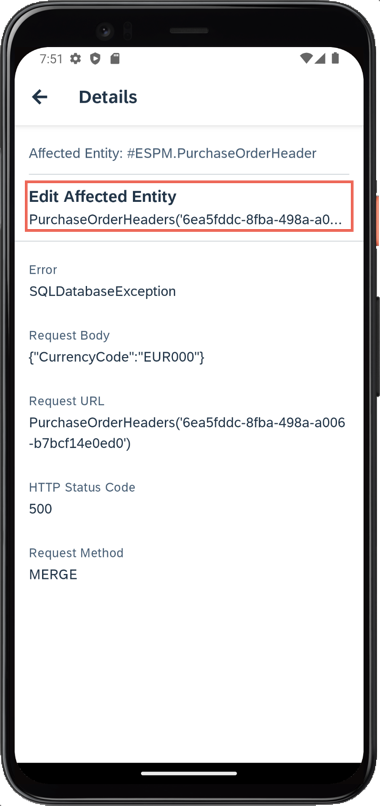 7:51
Details
Affected Entity: #ESPM.PurchaseOrderHeader
Edit Affected Entity
PurchaseOrderHeaders('6ea5fddc-8fba-498a-a0...
Error
SQLDatabaseException
Request Body
{"CurrencyCode":"EUR000"}
Request URL
PurchaseOrderHeaders('6ea5fddc-8fba-498a-a006
-b7bcf14e0ed0')
HTTP Status Code
500
Request Method
MERGE